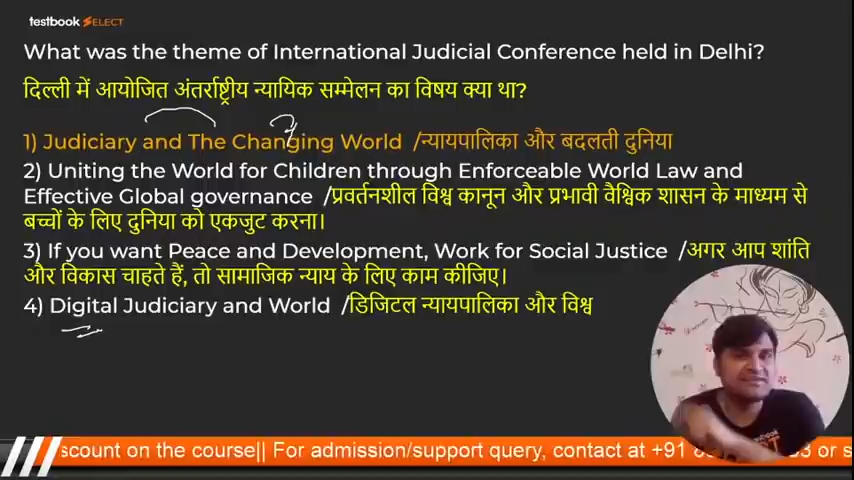 testbook SELECT
What was the theme of International Judicial Conference held in Delhi?
दिल्ली में आयोजित अंतर्राष्ट्रीय न्यायिक सम्मेलन का विषय क्या था?
1) Judiciary and The Changing World /न्यायपालिका और बदलती दुनिया
2) Uniting the World for Children through Enforceable World Law and
Effective Global governance /प्रवर्तनशील विश्व कानून और प्रभावी वैश्विक शासन के माध्यम से
बच्चों के लिए दुनिया को एकजुट करना।
3) If you want Peace and Development, Work for Social Justice /अगर आप शांति
और विकास चाहते हैं, तो सामाजिक न्याय के लिए काम कीजिए।
4) Digital Judiciary and World /डिजिटल न्यायपालिका और विश्व
scount on the course|| For admission/support query, contact at +91 or s